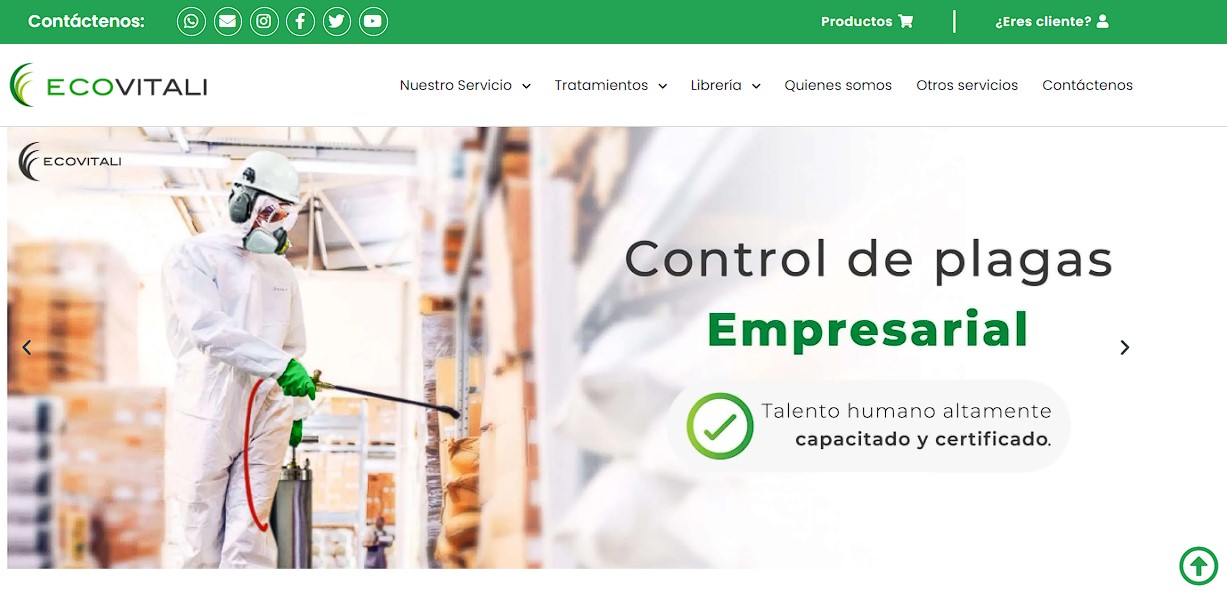 Contáctenos:
Productos
¿Eres cliente?
ECOVITALI
Nuestro Servicio
Tratamientos
Librería
Quienes somos
Otros servicios
Contáctenos
ECOVITALI
Control de plagas
Empresarial
Talento humano altamente
capacitado y certificado.